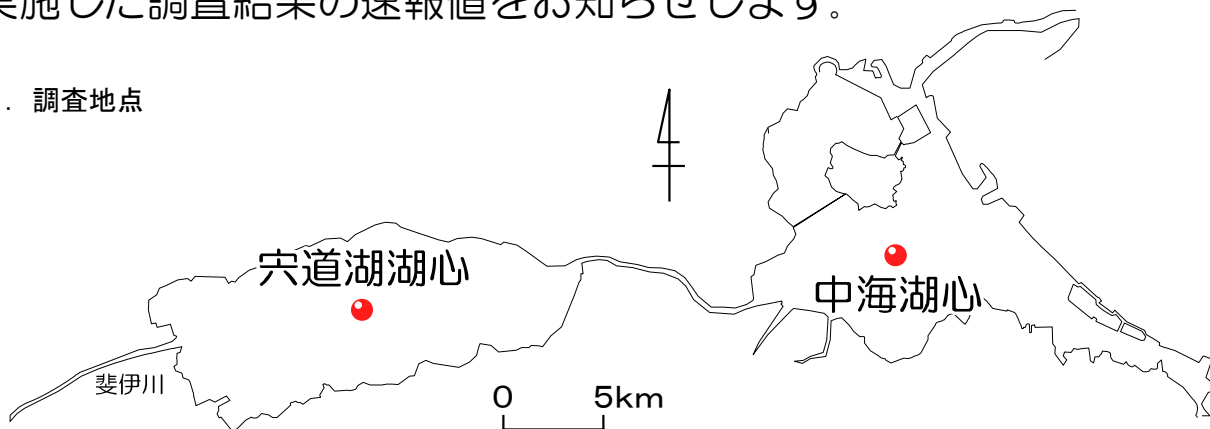 実施した調査結果の速報値をお知らせします。
. 調査地点
宍道湖湖心
中海湖心
斐伊川
0 5km